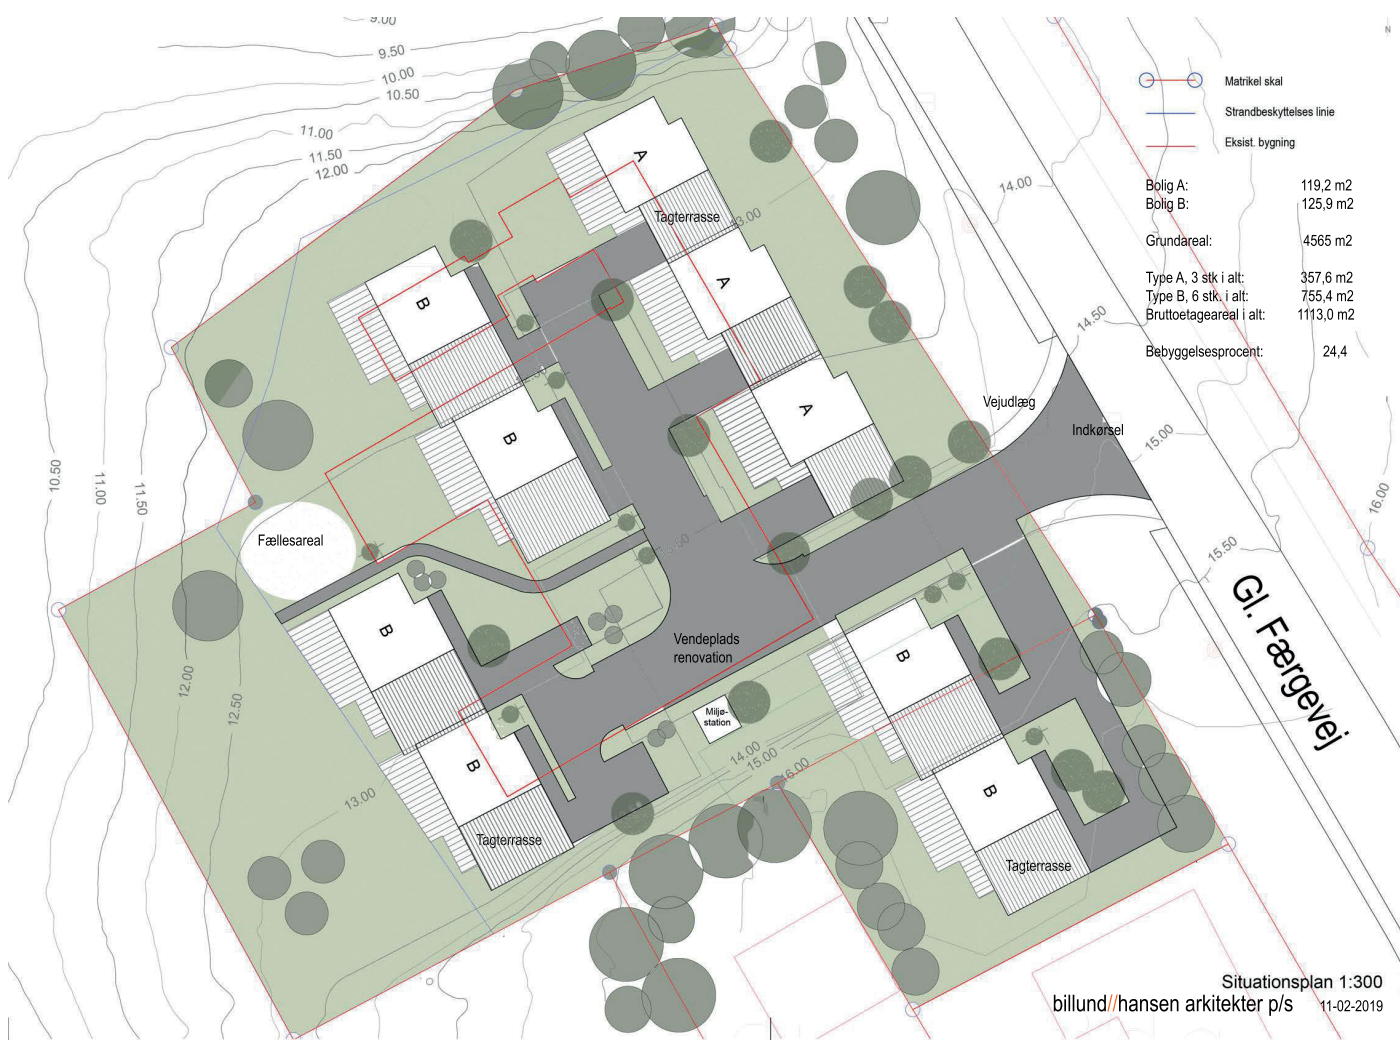 9.00
9.50
10.00
10.50
11.00
11.50
12.00
N
Matrikel skal
Strandbeskyttelses linie
Eksist. bygning
Bolig A: 119,2 m2
Bolig B: 125,9 m2
Grundareal: 4565 m2
Type A, 3 stk i alt: 357,6 m2
Type B, 6 stk. i alt: 755,4 m2
Bruttoetageareal i alt: 1113,0 m2
Bebyggelsesprocent: 24,4
A
Tagterrasse
13.00
14.00
A
B
14.50
A
B
Vejudlæg
Indkørsel
15.00
10.50
11.00
11.50
16.00
Fællesareal
15.50
Gl. Færgevej
B
Vendeplads
renovation
B
12.00
12.50
Miljø-
station
14.00
15.00
16.00
B
B
13.00
Tagterrasse
Tagterrasse
Situationsplan 1:300
billund//hansen arkitekter p/s 11-02-2019